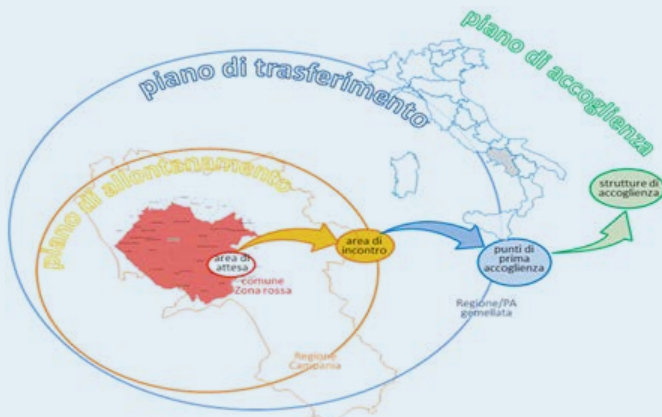 piano di accoglienza
piano di trasferimento
piano di allontanamento
strutture di
accoglienza
area di
attesa
area di
incontro
punti di
prima
accoglienza
comune
Zona rossa
Regione/PA
gemellata
Regione
Campania